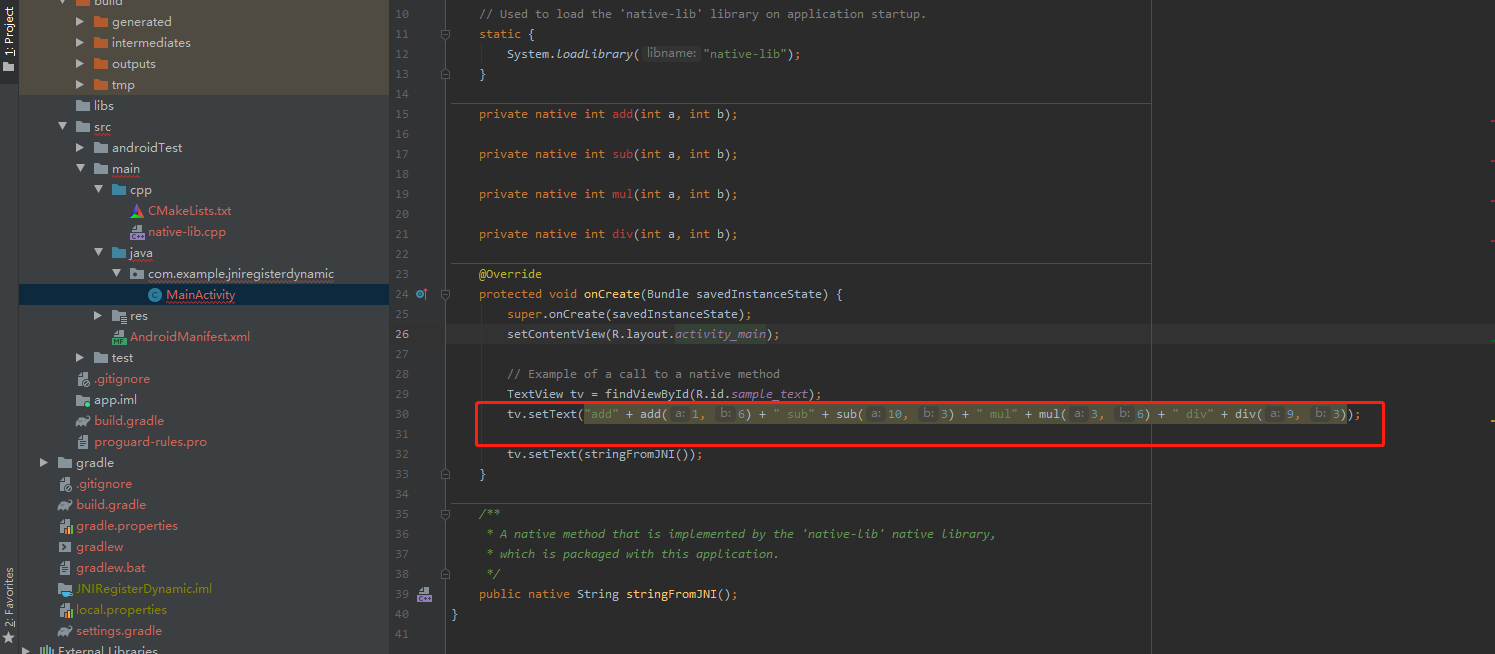 1: Project
2: Favorites
build
generated
intermediates
outputs
tmp
libs
src
androidTest
main
cpp
CMakeLists.txt
native-lib.cpp
java
com.example.jniregisterdynamic
MainActivity
res
AndroidManifest.xml
test
.gitignore
app.iml
build.gradle
proguard-rules.pro
gradle
.gitignore
build.gradle
gradle.properties
gradlew
gradlew.bat
JNIRegisterDynamic.iml
local.properties
settings.gradle
External Libraries
10 // Used to load the 'native-lib' library on application startup.
11 static {
12 System.loadLibrary( libname: "native-lib");
13 }
14
15 private native int add(int a, int b);
16
17 private native int sub(int a, int b);
18
19 private native int mul(int a, int b);
20
21 private native int div(int a, int b);
22
23 @Override
24 protected void onCreate(Bundle savedInstanceState) {
25 super.onCreate(savedInstanceState);
26 setContentView(R.layout.activity_main);
27
28 // Example of a call to a native method
29 TextView tv = findViewById(R.id.sample_text);
30 tv.setText("add" + add( a: 1, b: 6) + " sub" + sub( a: 10, b: 3) + " mul" + mul( a: 3, b: 6) + " div" + div( a: 9, b: 3));
31
32 tv.setText(stringFromJNI());
33 }
34
35 /**
36 * A native method that is implemented by the 'native-lib' native library,
37 * which is packaged with this application.
38 */
39 public native String stringFromJNI();
40 }
41